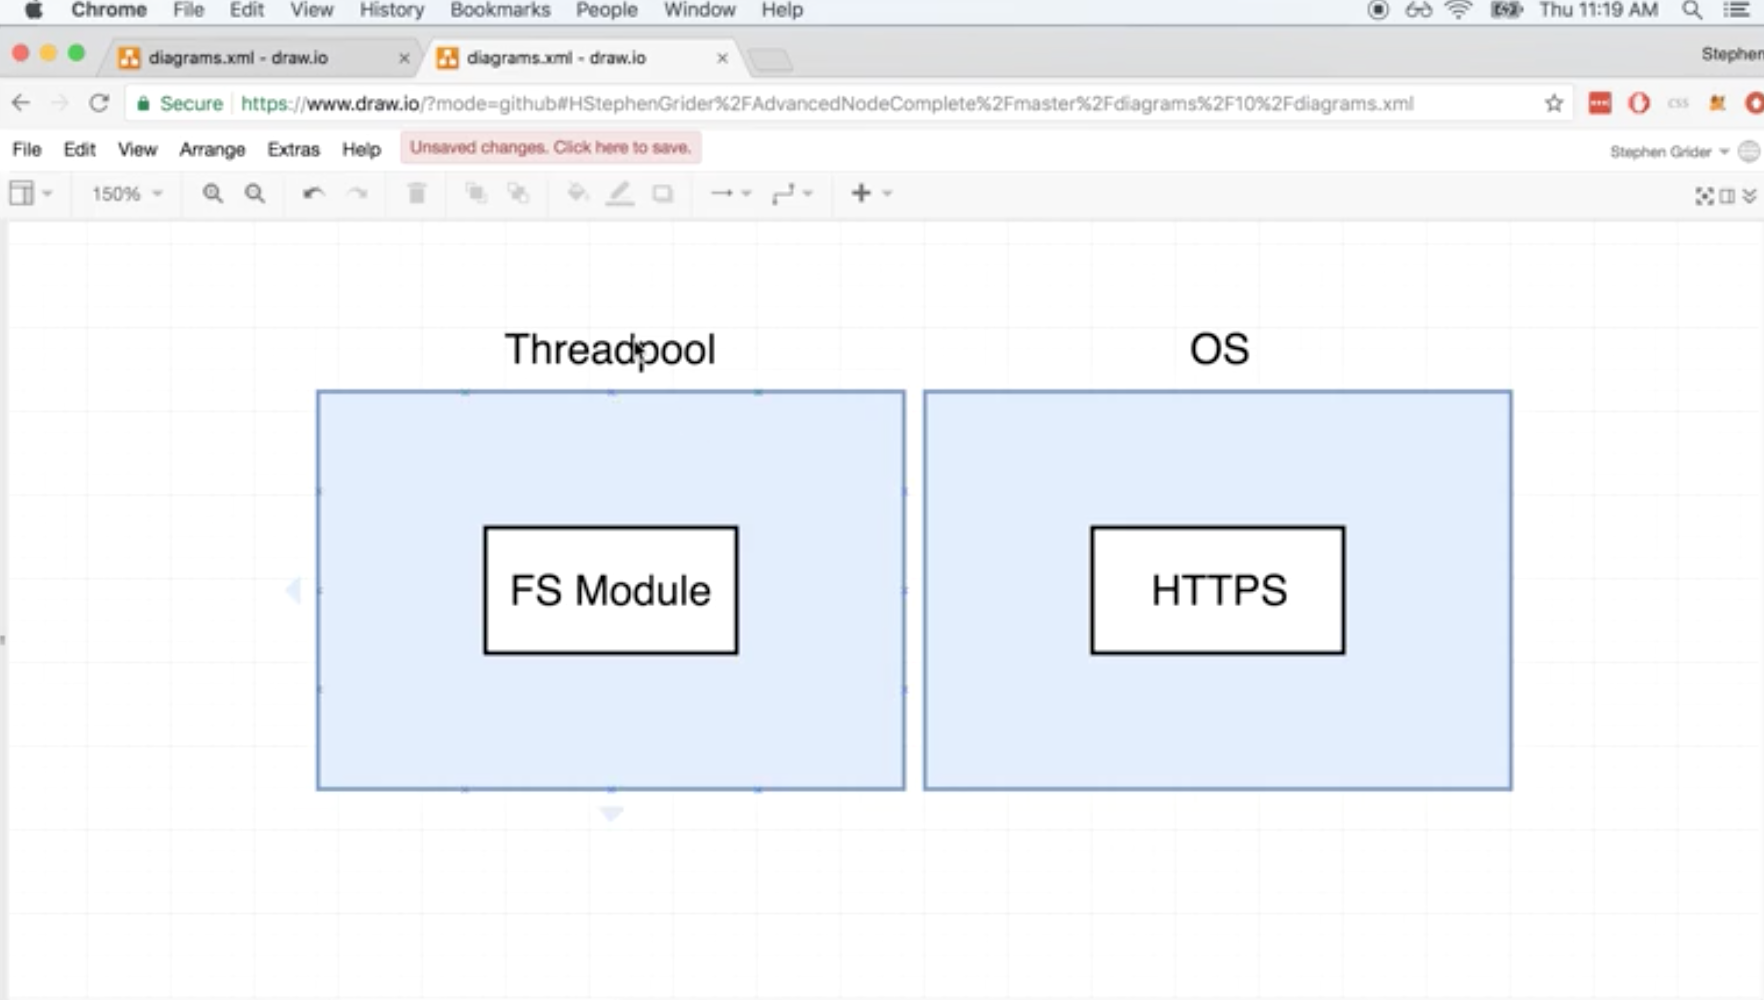 Chrome File Edit View History Bookmarks People Window Help Thu 11:19 AM
diagrams.xml - draw.io diagrams.xml - draw.io Stephen
Secure https://www.draw.io/?mode=github#HStephenGrider%2FAdvancedNodeComplete%2Fmaster%2Fdiagrams%2F10%2Fdiagrams.xml CSS
File Edit View Arrange Extras Help Unsaved changes. Click here to save. Stephen Grider
150%
Threadpool OS
FS Module HTTPS